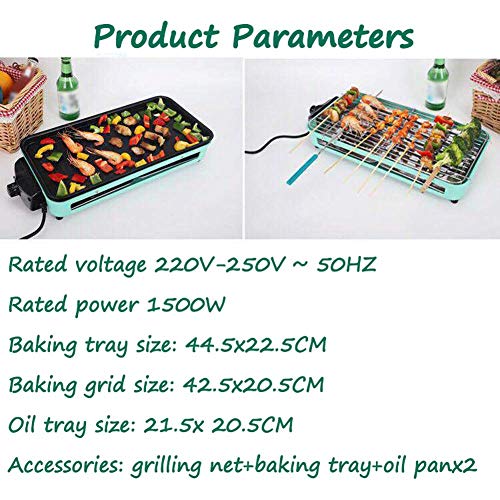 Product Parameters
Rated voltage 220V-250V ~ 50HZ
Rated power 1500W
Baking tray size: 44.5x22.5CM
Baking grid size: 42.5x20.5CM
Oil tray size: 21.5x 20.5CM
Accessories: grilling net+baking tray+oil panx2